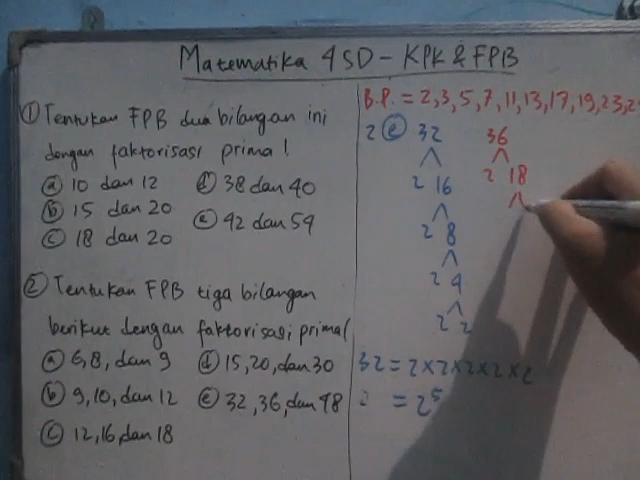 Matematika 4 SD - KPK & FPB
① Tentukan FPB dua bilangan ini
dengan faktorisasi prima!
ⓐ 10 dan 12 ⓓ 38 dan 40
ⓑ 15 dan 20 ⓔ 42 dan 54
ⓒ 18 dan 20
② Tentukan FPB tiga bilangan
berikut dengan faktorisasi prima!
ⓐ 6, 8, dan 9 ⓓ 15, 20, dan 30
ⓑ 9, 10, dan 12 ⓔ 32, 36, dan 48
ⓒ 12, 16, dan 18
B.P. = 2, 3, 5, 7, 11, 13, 17, 19, 23,
2 ⓔ 32 36
2 16 2 18
2 8
2 4
2 2
32 = 2 × 2 × 2 × 2 × 2
= 2⁵